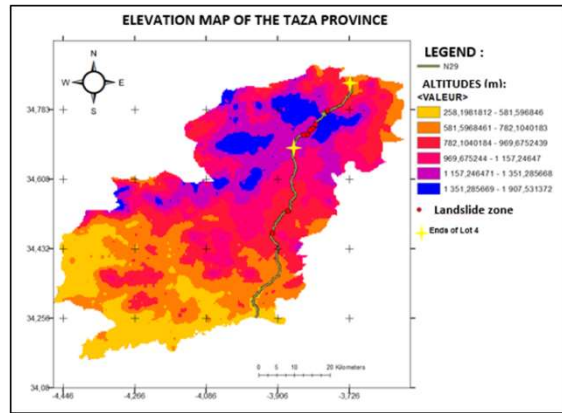 ELEVATION MAP OF THE TAZA PROVINCE
N
W E
S
34,783
34,608
34,432
34,256
34,08
-4,446 -4,266 -4,086 -3,906 -3,726
0 5 10 20 Kilometers
LEGEND :
N29
ALTITUDES (m):
<VALEUR>
258,1981812 - 581,596846
581,5968461 - 782,1040183
782,1040184 - 969,6752439
969,675244 - 1 157,24647
1 157,246471 - 1 351,285668
1 351,285669 - 1 907,531372
Landslide zone
Ends of Lot 4